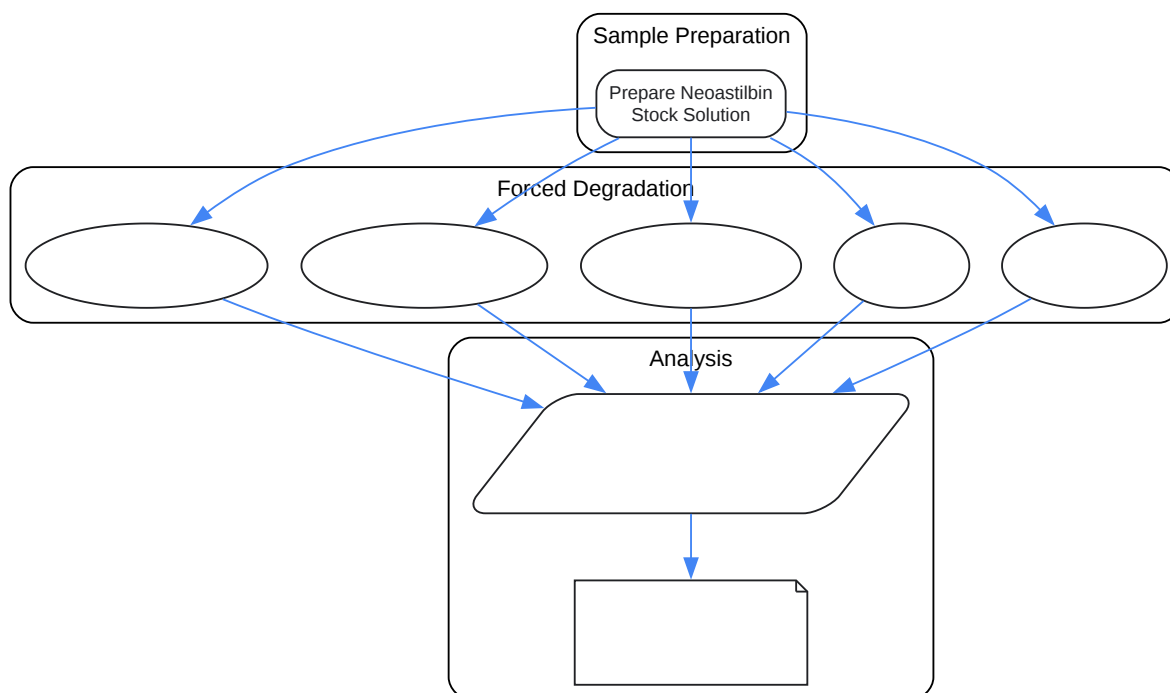 Sample Preparation
Prepare Neoastilbin
Stock Solution
Forced Degradation
Analysis